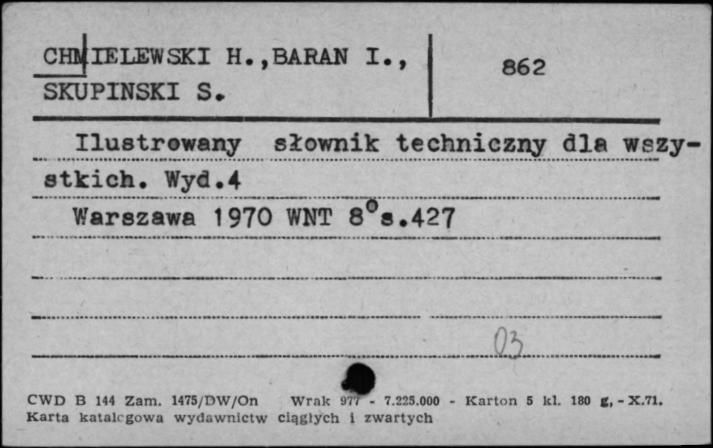 CHMIELEWSKI H.,BARAN I.,
862
SKUPINSKI S.
Ilustrowany słownik techniczny dla wszy-
stkich. Wyd.4
Warszawa 1970 WNT 8° s.427
03
CWD B 144 Zam. 1475/DW/On Wrak 977 - 7.225.000 - Karton 5 kl. 180 g, - X.71.
Karta katalogowa wydawnictw ciągłych i zwartych